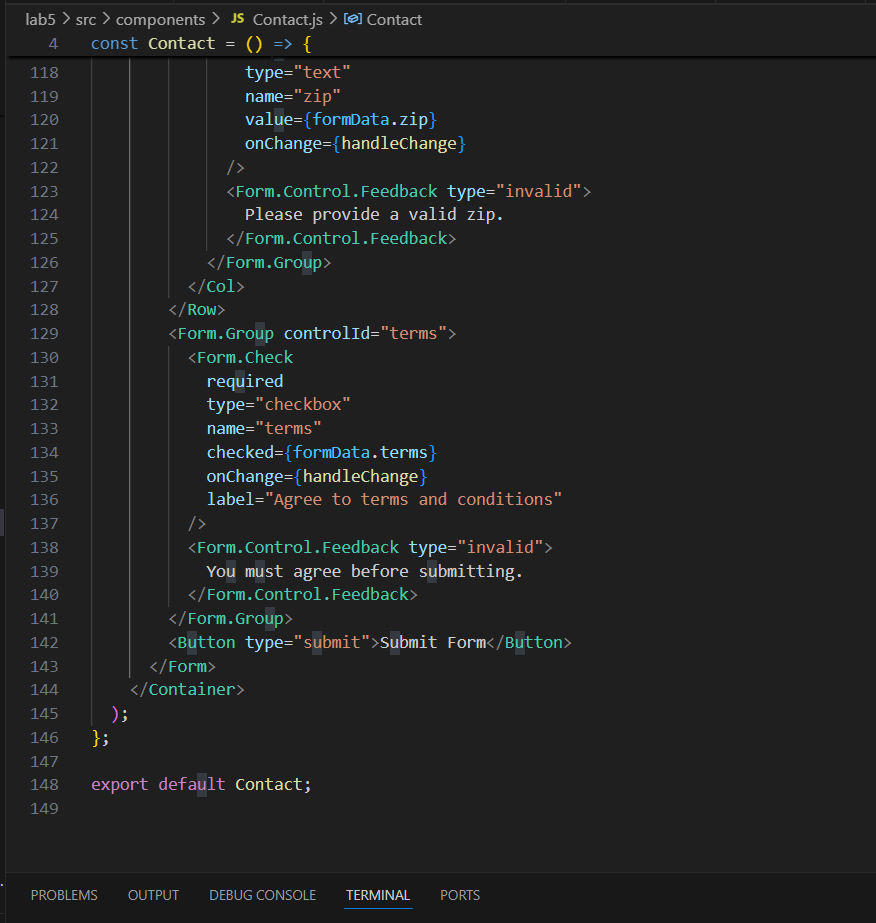 lab5 > src > components > JS Contact.js > Contact
4 const Contact = () => {
118 type="text"
119 name="zip"
120 value={formData.zip}
121 onChange={handleChange}
122 />
123 <Form.Control.Feedback type="invalid">
124 Please provide a valid zip.
125 </Form.Control.Feedback>
126 </Form.Group>
127 </Col>
128 </Row>
129 <Form.Group controlId="terms">
130 <Form.Check
131 required
132 type="checkbox"
133 name="terms"
134 checked={formData.terms}
135 onChange={handleChange}
136 label="Agree to terms and conditions"
137 />
138 <Form.Control.Feedback type="invalid">
139 You must agree before submitting.
140 </Form.Control.Feedback>
141 </Form.Group>
142 <Button type="submit">Submit Form</Button>
143 </Form>
144 </Container>
145 );
146 };
147
148 export default Contact;
149
PROBLEMS OUTPUT DEBUG CONSOLE TERMINAL PORTS